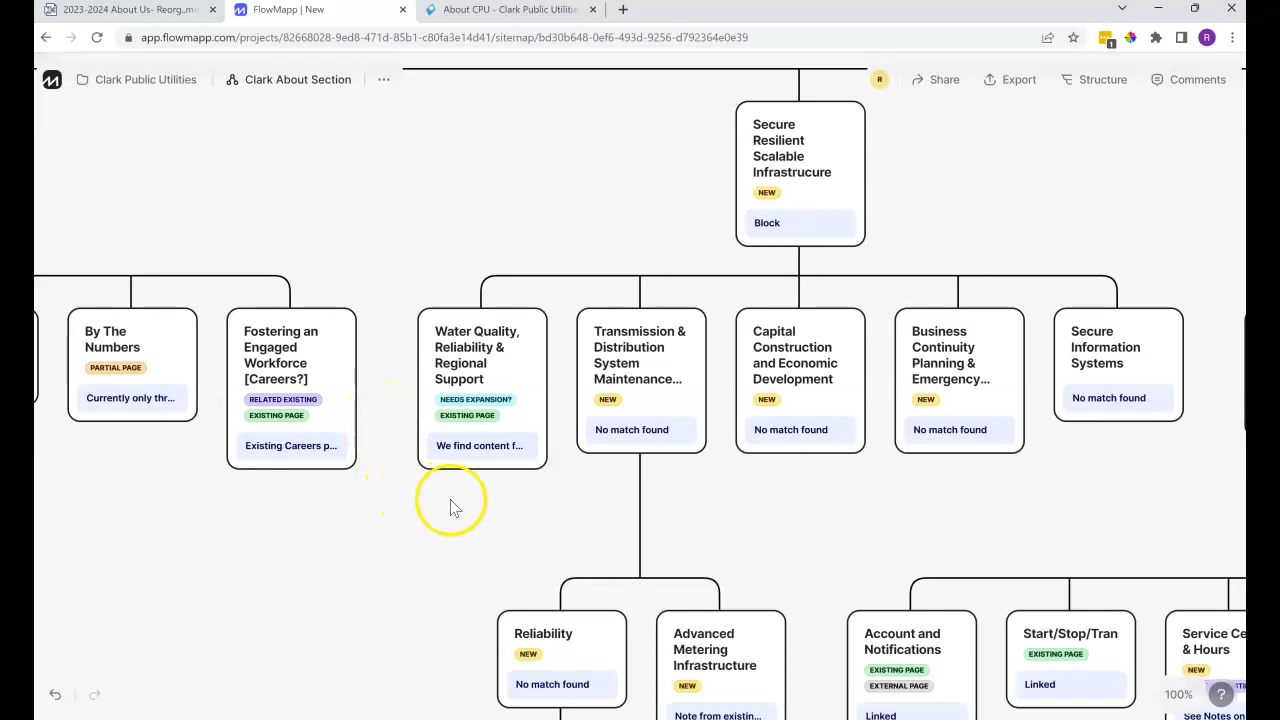 2023-2024 About Us- Reorg,.me
FlowMapp | New
About CPU - Clark Public Utilitie
app.flowmapp.com/projects/82668028-9ed8-471d-85b1-c80fa3e14d41/sitemap/bd30b648-0ef6-493d-9256-d792364e0e39
1
R
Clark Public Utilities
Clark About Section
R
Share
Export
Structure
Comments
Secure
Resilient
Scalable
Infrastrucure
NEW
Block
By The
Numbers
PARTIAL PAGE
Currently only thr...
Fostering an
Engaged
Workforce
[Careers?]
RELATED EXISTING
EXISTING PAGE
Existing Careers p...
Water Quality,
Reliability &
Regional
Support
NEEDS EXPANSION?
EXISTING PAGE
We find content f...
Transmission &
Distribution
System
Maintenance...
NEW
No match found
Capital
Construction
and Economic
Development
NEW
No match found
Business
Continuity
Planning &
Emergency...
NEW
No match found
Secure
Information
Systems
No match found
Reliability
NEW
No match found
Advanced
Metering
Infrastructure
NEW
Note from existin...
Account and
Notifications
EXISTING PAGE
EXTERNAL PAGE
Linked
Start/Stop/Tran
EXISTING PAGE
Linked
Service Ce
& Hours
NEW
See Notes on
100%
?